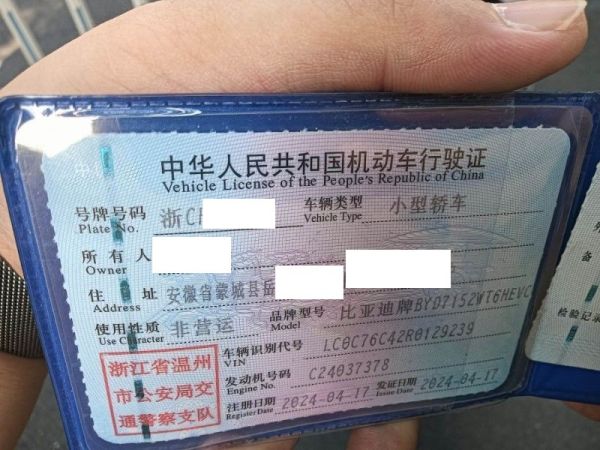 中华人民共和国机动车行驶证
Vehicle License of the People's Republic of China
号牌号码 浙C 车辆类型 小型轿车
Plate No. Vehicle Type
所有人
Owner
住址 安徽省蒙城县岳
Address
使用性质 非营运 品牌型号 比亚迪牌BYD7152WT6HEVC
Use Character Model
浙江省温州
市公安局交
通警察支队
车辆识别代号 LC0C76C42R0129239
VIN
发动机号码 C24037378
Engine No.
注册日期 2024-04-17 发证日期 2024-04-17
Register Date Issue Date
备
检验记录